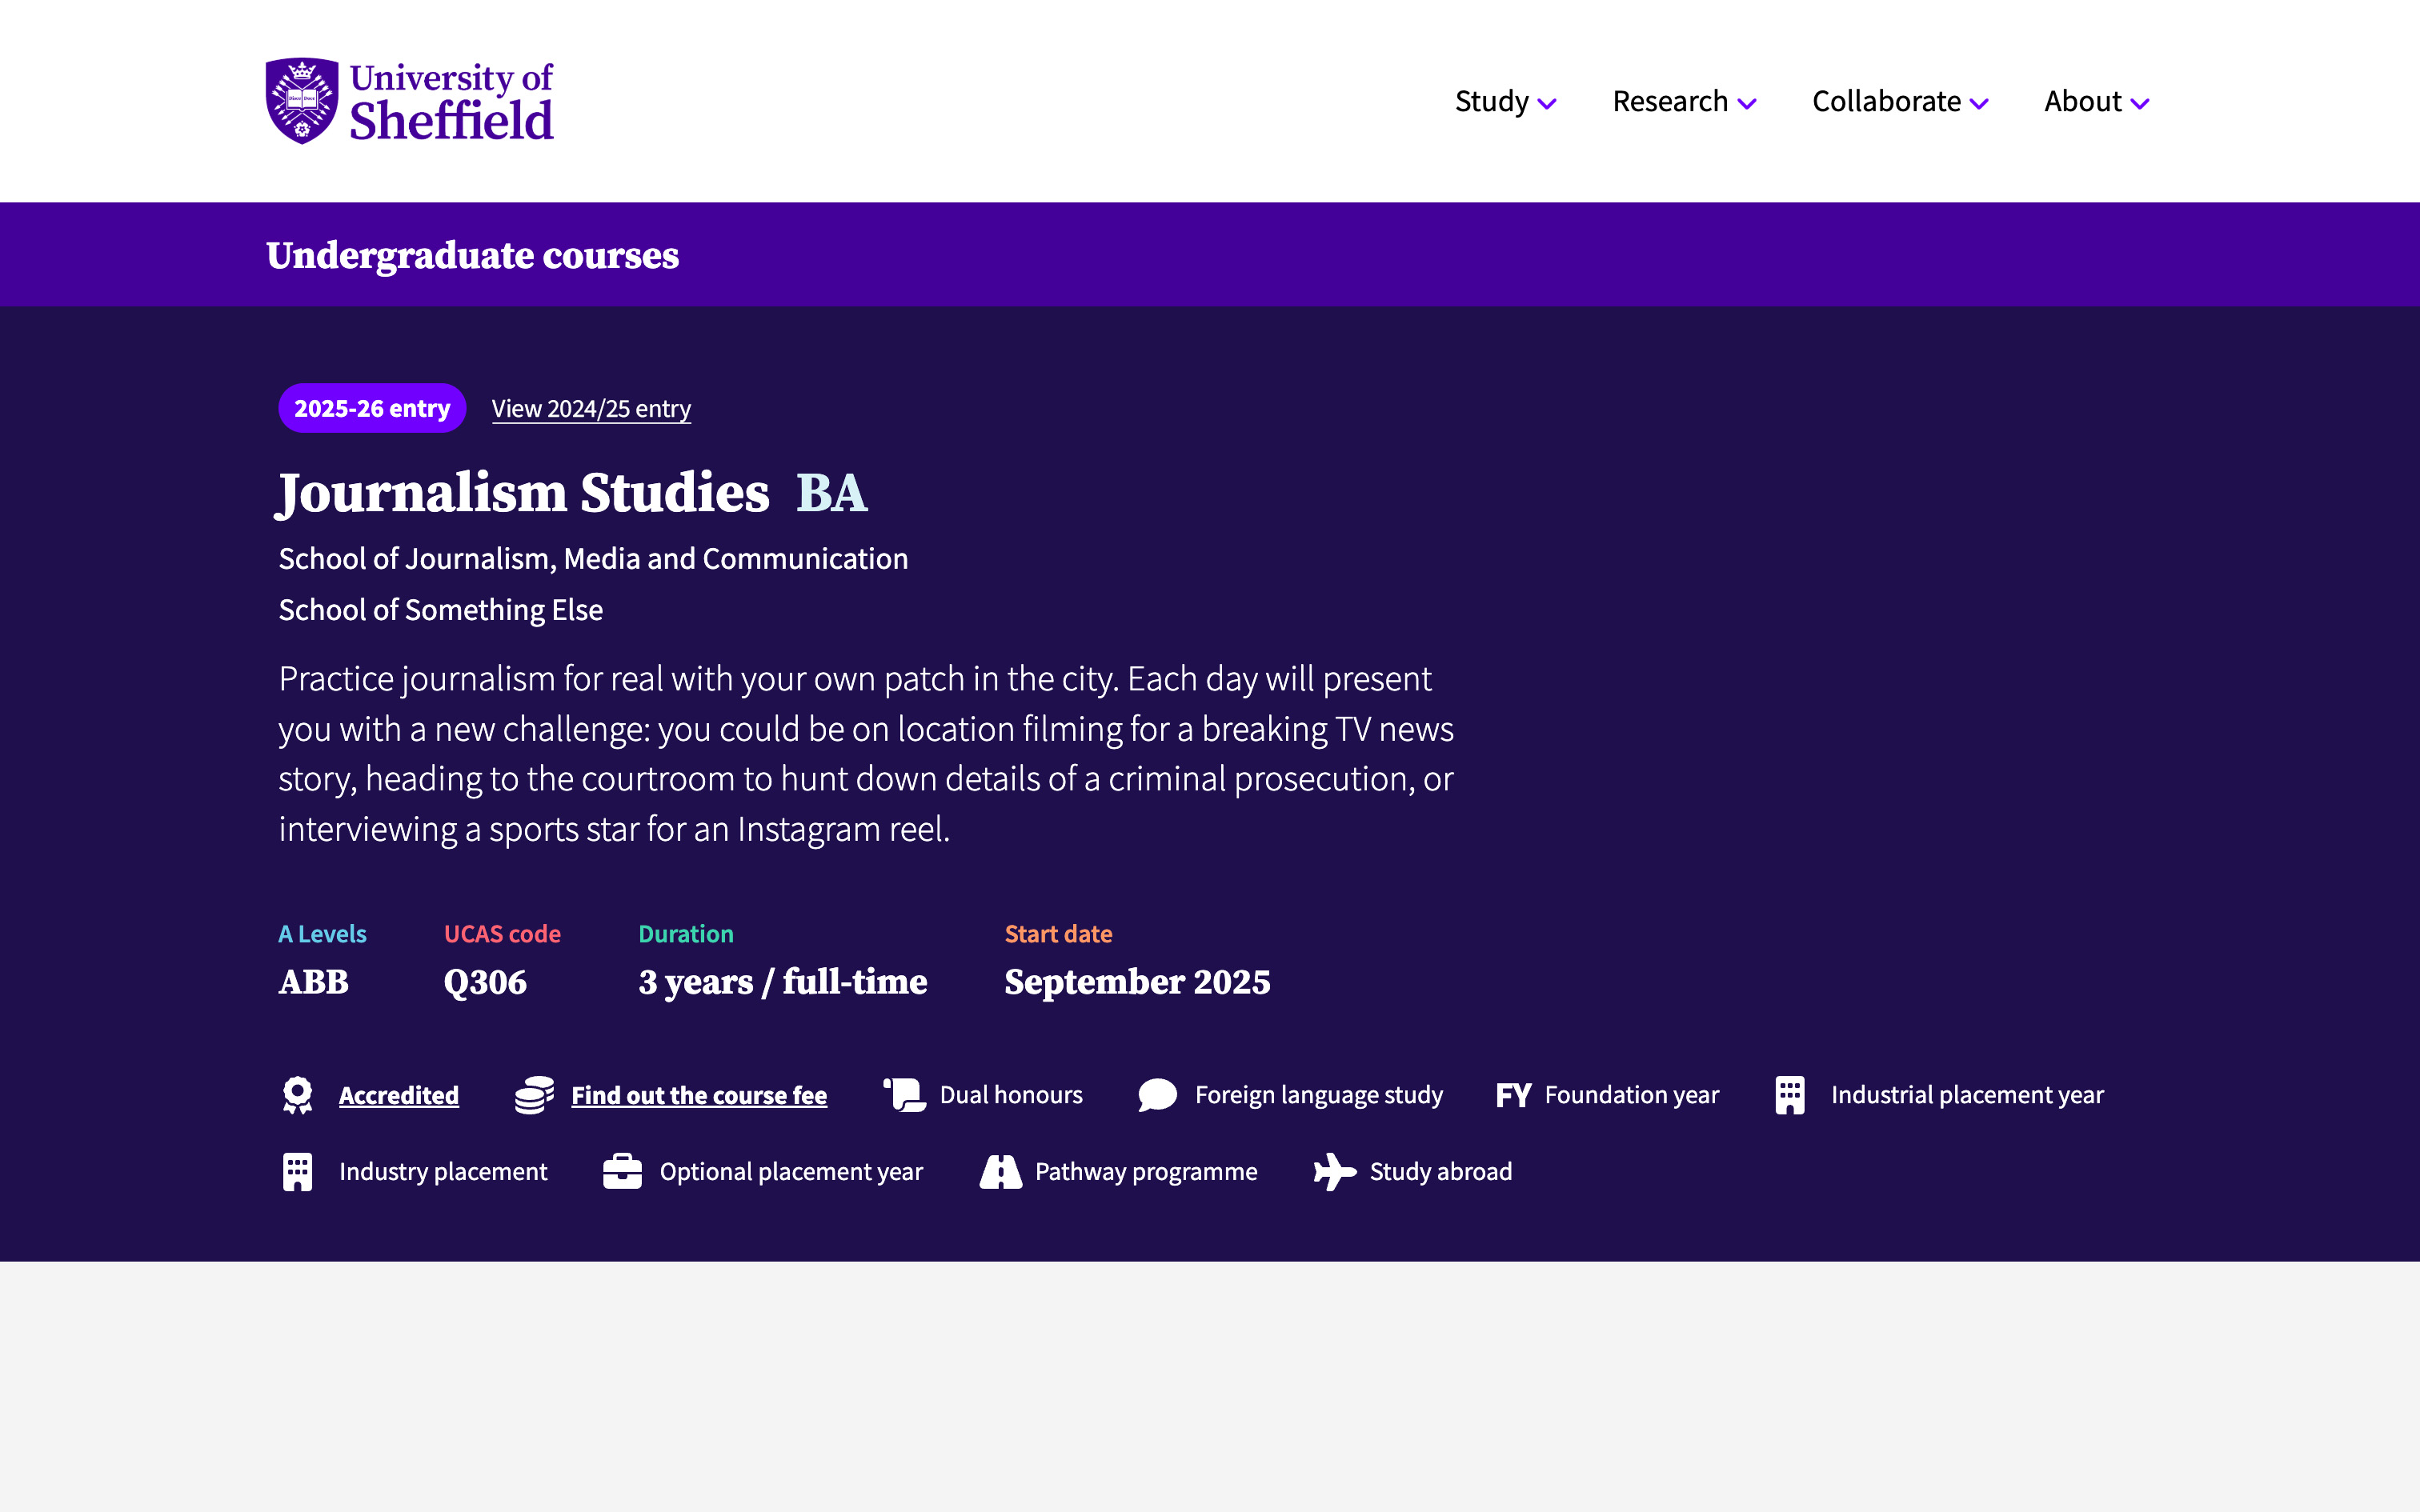 University of
Sheffield
Study
Research
Collaborate
About
Undergraduate courses
2025-26 entry
View 2024/25 entry
Journalism Studies BA
School of Journalism, Media and Communication
School of Something Else
Practice journalism for real with your own patch in the city. Each day will present
you with a new challenge: you could be on location filming for a breaking TV news
story, heading to the courtroom to hunt down details of a criminal prosecution, or
interviewing a sports star for an Instagram reel.
A Levels
ABB
UCAS code
Q306
Duration
3 years / full-time
Start date
September 2025
Accredited
Find out the course fee
Dual honours
Foreign language study
FY Foundation year
Industrial placement year
Industry placement
Optional placement year
Pathway programme
Study abroad